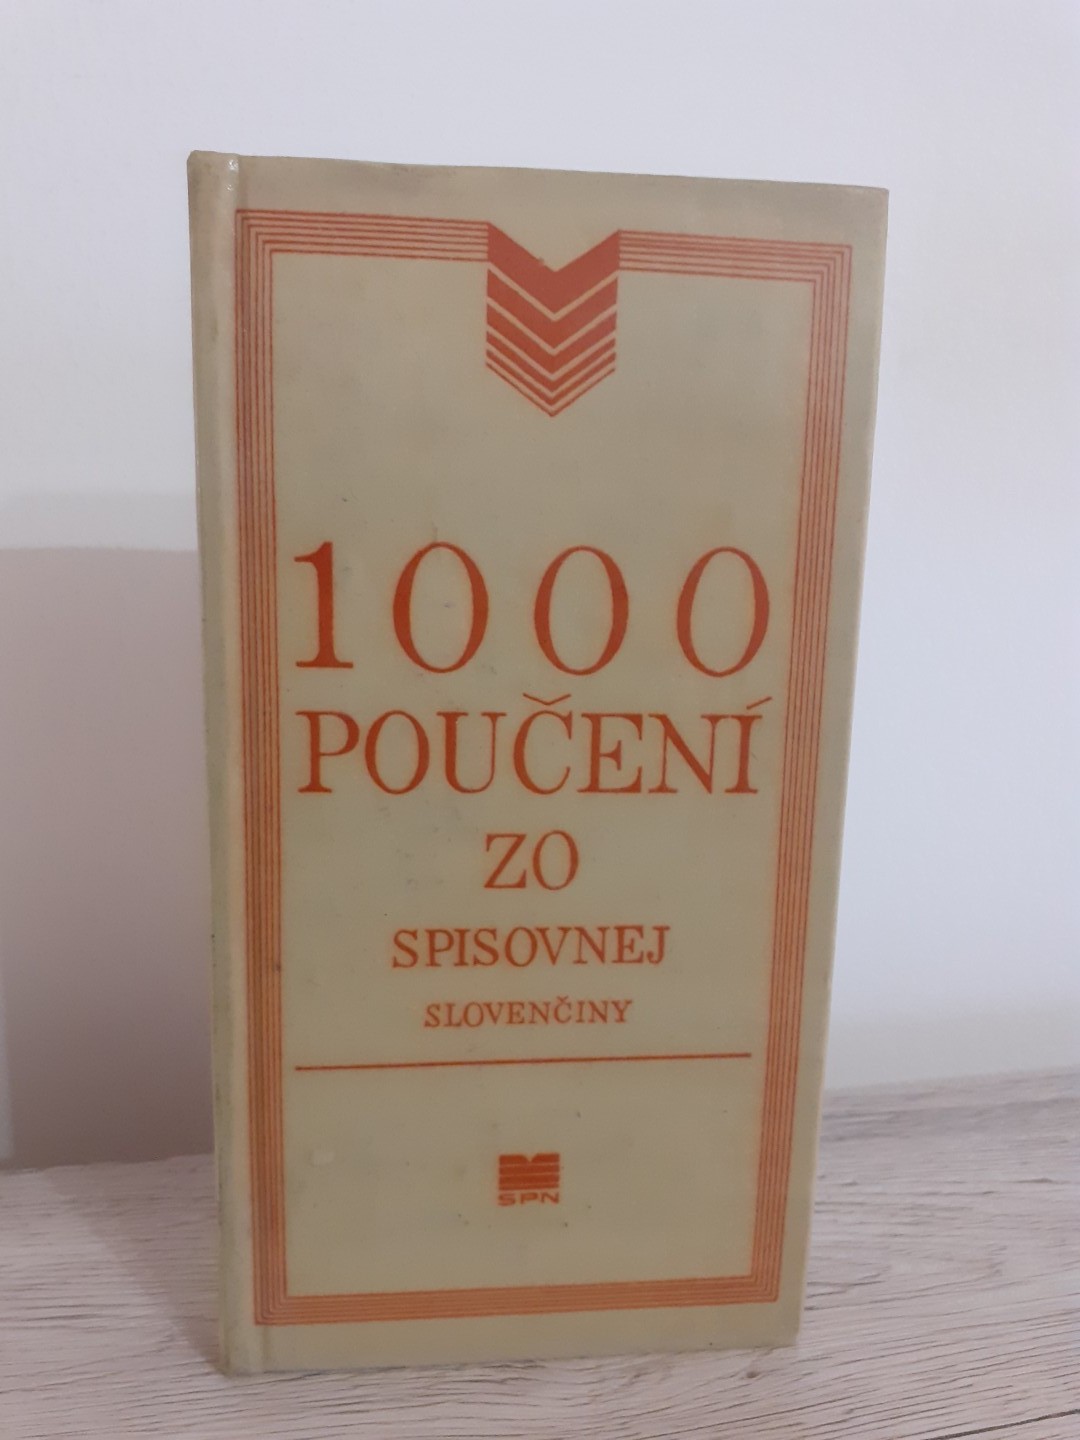 1000
POUČENÍ
ZO
SPISOVNEJ
SLOVENČINY
SPN